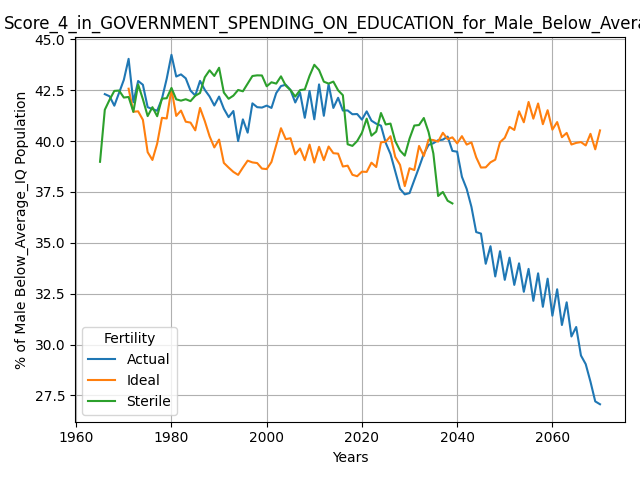 Score_4_in_GOVERNMENT_SPENDING_ON_EDUCATION_for_Male_Below_Avera
45.0
42.5
40.0
37.5
35.0
32.5
30.0
27.5
% of Male Below_Average_IQ Population
Fertility
Actual
Ideal
Sterile
1960
1980
2000
2020
2040
2060
Years